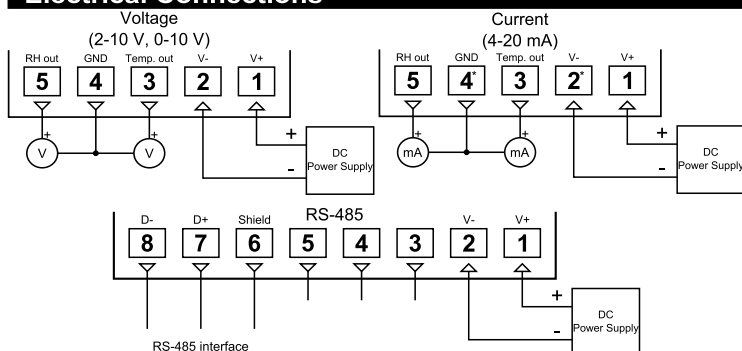 Electrical Connections
Voltage
(2-10 V, 0-10 V)
RH out GND Temp. out V- V+
5 4 3 2 1
+ +
V V
+
-
DC
Power Supply
Current
(4-20 mA)
RH out GND Temp. out V- V+
5 4* 3 2* 1
+ +
mA mA
+
-
DC
Power Supply
RS-485
D- D+ Shield V- V+
8 7 6 5 4 3 2 1
+
-
DC
Power Supply
RS-485 interface